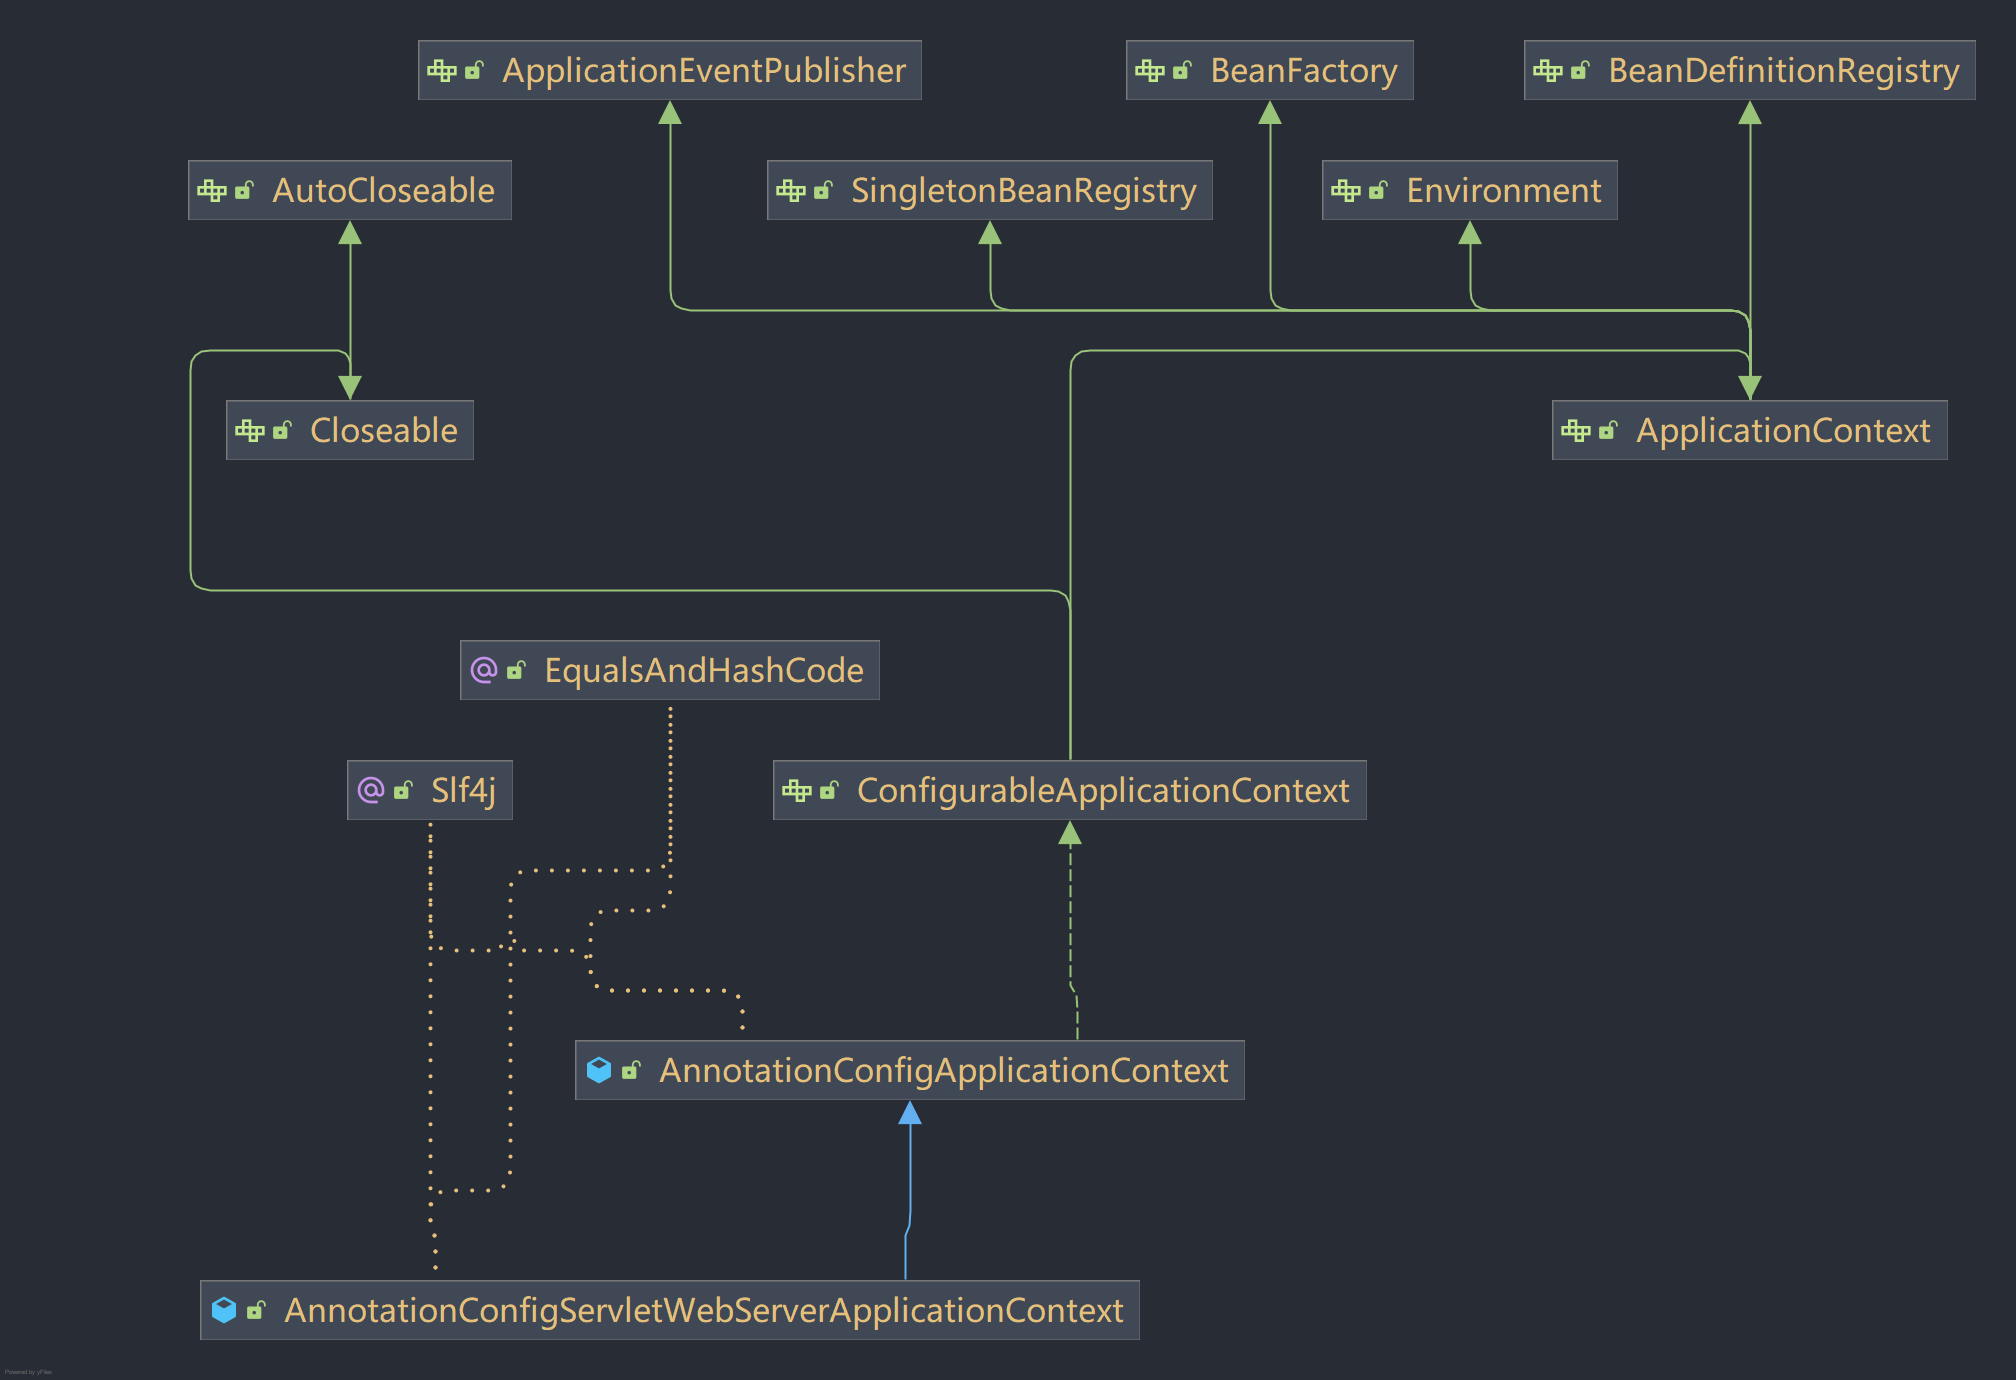 ApplicationEventPublisher
BeanFactory
BeanDefinitionRegistry
AutoCloseable
SingletonBeanRegistry
Environment
Closeable
ApplicationContext
EqualsAndHashCode
Slf4j
ConfigurableApplicationContext
AnnotationConfigApplicationContext
AnnotationConfigServletWebServerApplicationContext
Powered by yFiles